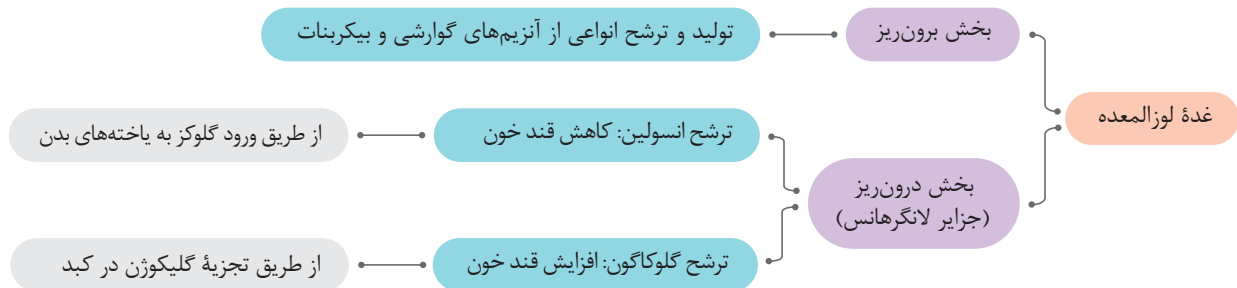 غدهٔ لوزالمعده
بخش برون‌ریز
تولید و ترشح انواعی از آنزیم‌های گوارشی و بیکربنات
بخش درون‌ریز
(جزایر لانگرهانس)
ترشح انسولین: کاهش قند خون
از طریق ورود گلوکز به یاخته‌های بدن
ترشح گلوکاگون: افزایش قند خون
از طریق تجزیهٔ گلیکوژن در کبد